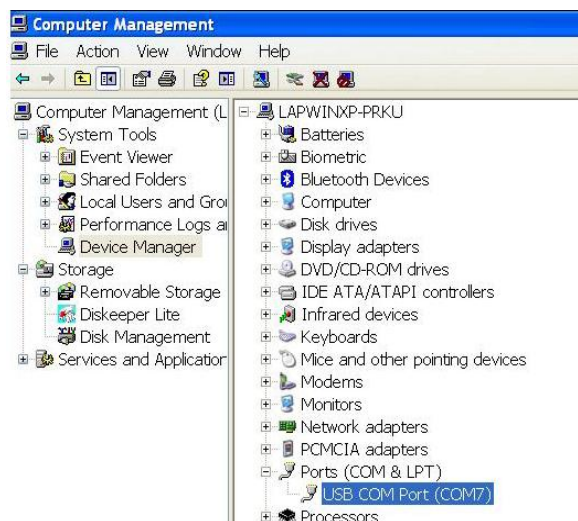 Computer Management
File Action View Window Help
Computer Management (L
System Tools
Event Viewer
Shared Folders
Local Users and Grou
Performance Logs a
Device Manager
Storage
Removable Storage
Diskeeper Lite
Disk Management
Services and Application
LAPWINXP-PRKU
Batteries
Biometric
Bluetooth Devices
Computer
Disk drives
Display adapters
DVD/CD-ROM drives
IDE ATA/ATAPI controllers
Infrared devices
Keyboards
Mice and other pointing devices
Modems
Monitors
Network adapters
PCMCIA adapters
Ports (COM & LPT)
USB COM Port (COM7)
Processors